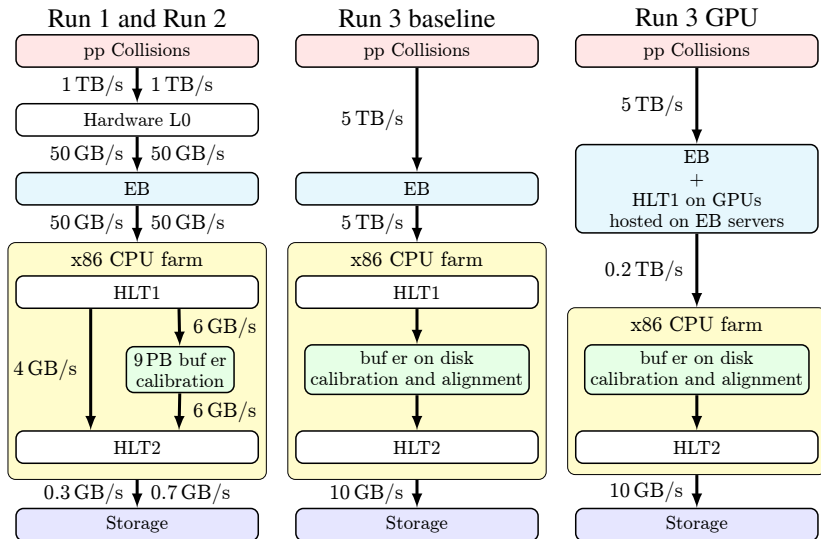 Run 1 and Run 2
pp Collisions
1 TB/s 1 TB/s
Hardware L0
50 GB/s 50 GB/s
EB
50 GB/s 50 GB/s
x86 CPU farm
HLT1
6 GB/s
4 GB/s
9 PB buf er
calibration
6 GB/s
HLT2
0.3 GB/s 0.7 GB/s
Storage
Run 3 baseline
pp Collisions
5 TB/s
EB
5 TB/s
x86 CPU farm
HLT1
buf er on disk
calibration and alignment
HLT2
10 GB/s
Storage
Run 3 GPU
pp Collisions
5 TB/s
EB
+
HLT1 on GPUs
hosted on EB servers
0.2 TB/s
x86 CPU farm
buf er on disk
calibration and alignment
HLT2
10 GB/s
Storage